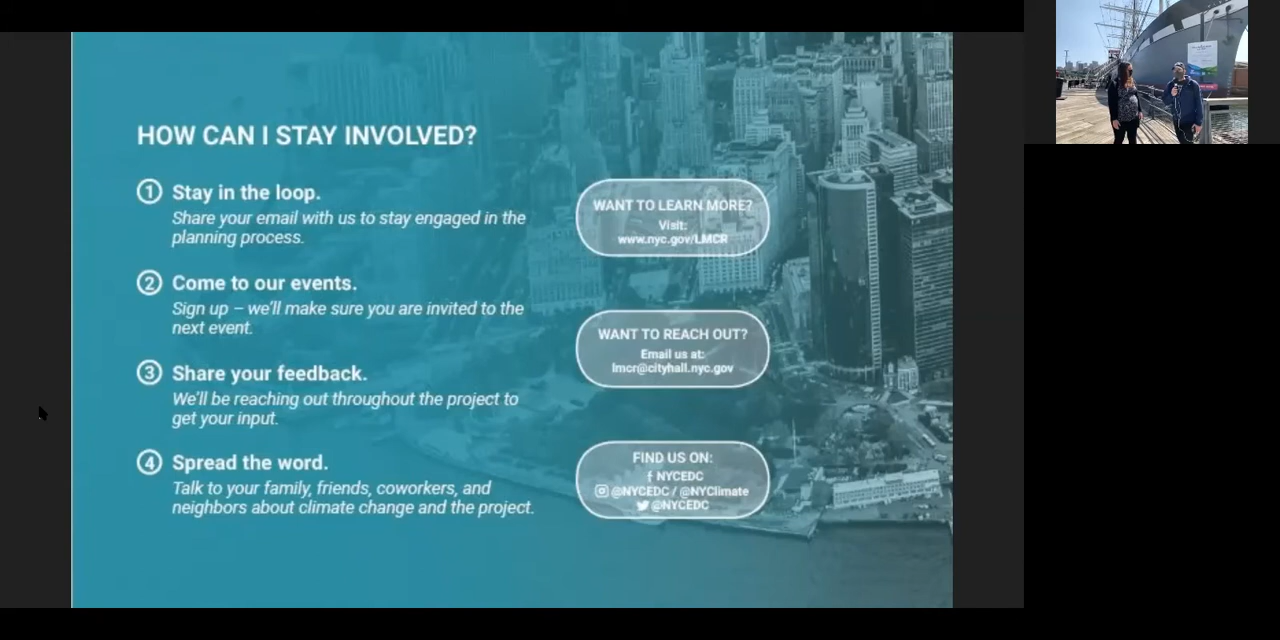 HOW CAN I STAY INVOLVED?
1 Stay in the loop.
Share your email with us to stay engaged in the
planning process.
2 Come to our events.
Sign up – we'll make sure you are invited to the
next event.
3 Share your feedback.
We'll be reaching out throughout the project to
get your input.
4 Spread the word.
Talk to your family, friends, coworkers, and
neighbors about climate change and the project.
WANT TO LEARN MORE?
Visit:
www.nyc.gov/LMCR
WANT TO REACH OUT?
Email us at:
lmcr@cityhall.nyc.gov
FIND US ON:
NYCEDC
@NYCEDC / @NYClimate
@NYCEDC